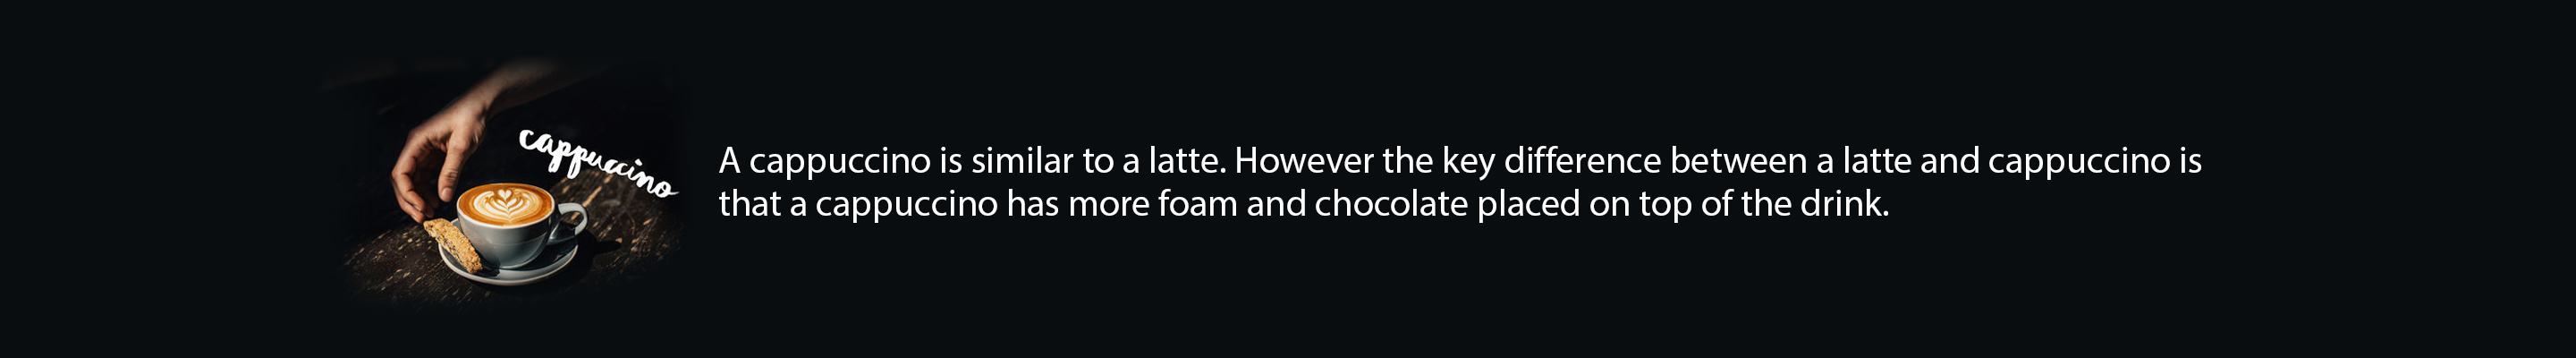 cappuccino
A cappuccino is similar to a latte. However the key difference between a latte and cappuccino is
that a cappuccino has more foam and chocolate placed on top of the drink.